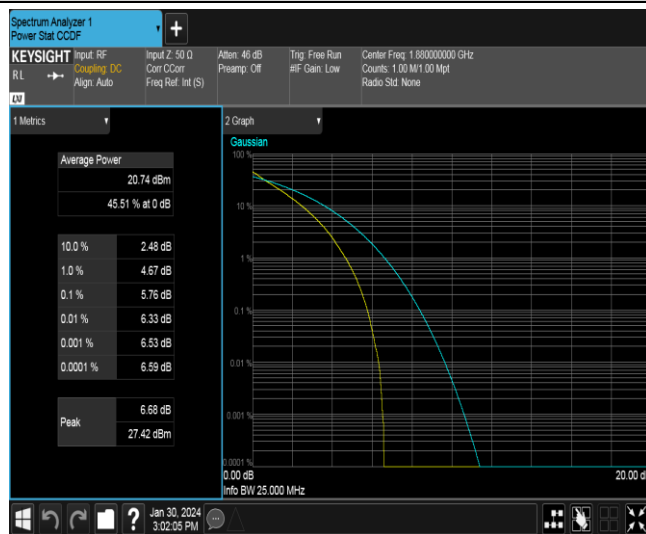 Spectrum Analyzer 1
Power Stat CCDF
KEYSIGHT
RL
LXI
Input: RF
Coupling: DC
Align: Auto
Input Z: 50 Ω
Corr CCorr
Freq Ref: Int (S)
Atten: 46 dB
Preamp: Off
Trig: Free Run
#IF Gain: Low
Center Freq: 1.880000000 GHz
Counts: 1.00 M/1.00 Mpt
Radio Std: None
1 Metrics
Average Power
20.74 dBm
45.51 % at 0 dB
10.0 % 2.48 dB
1.0 % 4.67 dB
0.1 % 5.76 dB
0.01 % 6.33 dB
0.001 % 6.53 dB
0.0001 % 6.59 dB
Peak
6.68 dB
27.42 dBm
2 Graph
Gaussian
100 %
10 %
1 %
0.1 %
0.01 %
0.001 %
0.0001 %
0.00 dB 20.00 d
Info BW 25.000 MHz
Jan 30, 2024
3:02:05 PM